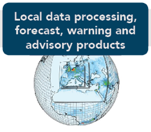 Local data processing,
forecast, warning and
advisory products